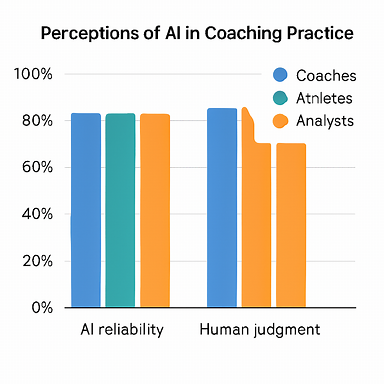 Perceptions of AI in Coaching Practice
100%
80%
60%
40%
20%
0%
Coaches
Atnletes
Analysts
AI reliability
Human judgment